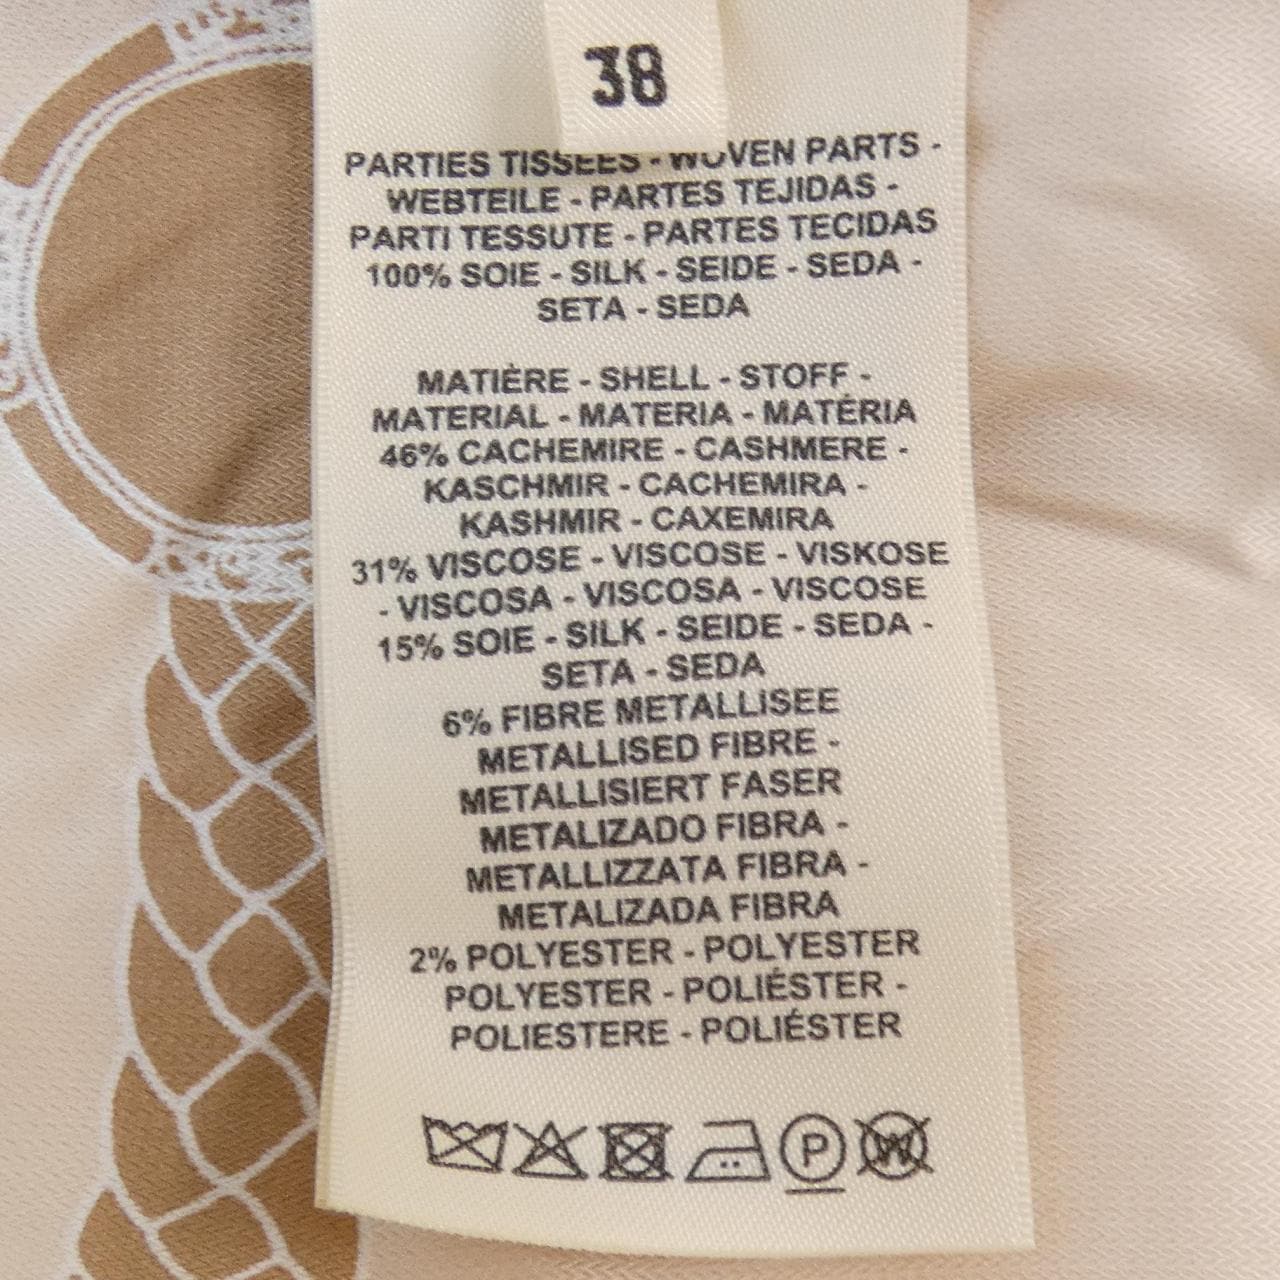 38
PARTIES TISSEES - WOVEN PARTS -
WEBTEILE - PARTES TEJIDAS -
PARTI TESSUTE - PARTES TECIDAS
100% SOIE - SILK - SEIDE - SEDA -
SETA - SEDA
MATIÈRE - SHELL - STOFF -
MATERIAL - MATERIA - MATÉRIA
46% CACHEMIRE - CASHMERE -
KASCHMIR - CACHEMIRA -
KASHMIR - CAXEMIRA
31% VISCOSE - VISCOSE - VISKOSE
- VISCOSA - VISCOSA - VISCOSE
15% SOIE - SILK - SEIDE - SEDA -
SETA - SEDA
6% FIBRE METALLISEE
METALLISED FIBRE -
METALLISIERT FASER
METALIZADO FIBRA -
METALLIZZATA FIBRA -
METALIZADA FIBRA
2% POLYESTER - POLYESTER
POLYESTER - POLIÉSTER -
POLIESTERE - POLIÉSTER
P W